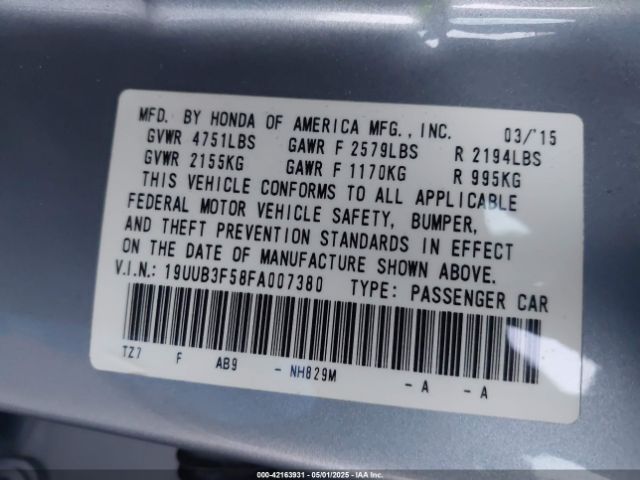 MFD. BY HONDA OF AMERICA MFG., INC. 03/'15
GVWR 4751LBS GAWR F 2579LBS R 2194LBS
GVWR 2155KG GAWR F 1170KG R 995KG
THIS VEHICLE CONFORMS TO ALL APPLICABLE
FEDERAL MOTOR VEHICLE SAFETY, BUMPER,
AND THEFT PREVENTION STANDARDS IN EFFECT
ON THE DATE OF MANUFACTURE SHOWN ABOVE.
V.I.N.: 19UUB3F58FA007380 TYPE: PASSENGER CAR
TZ7 F AB9 - NH829M - A - A
000-42163931 - 05/01/2025 - IAAI.COM